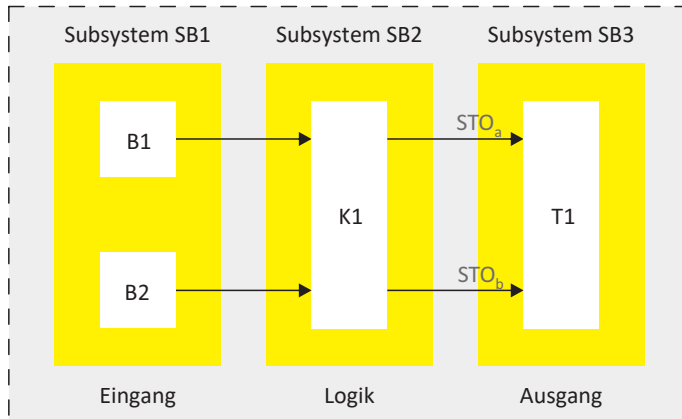 Subsystem SB1 Subsystem SB2 Subsystem SB3
B1 STOa
K1 T1
B2 STOb
Eingang Logik Ausgang